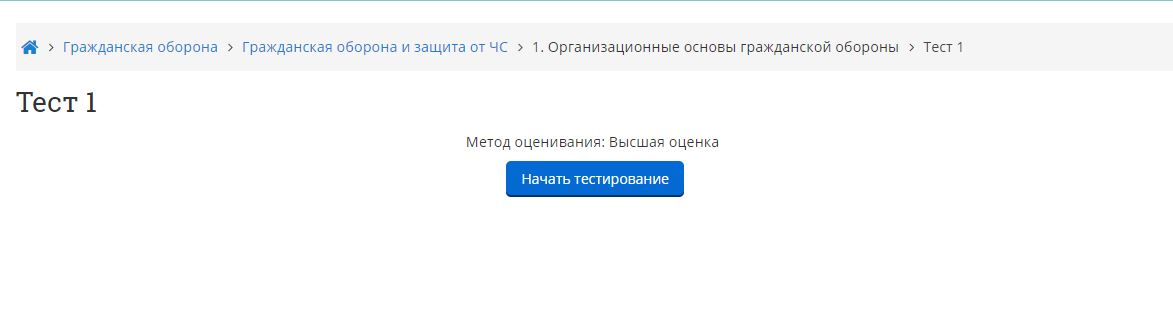 Гражданская оборона > Гражданская оборона и защита от ЧС > 1. Организационные основы гражданской обороны > Тест 1
Тест 1
Метод оценивания: Высшая оценка
Начать тестирование